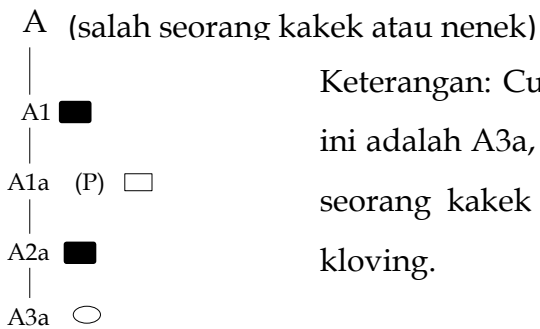 A (salah seorang kakek atau nenek)
Keterangan: Cu
A1
ini adalah A3a,
A1a (P)
seorang kakek
A2a
kloving.
A3a